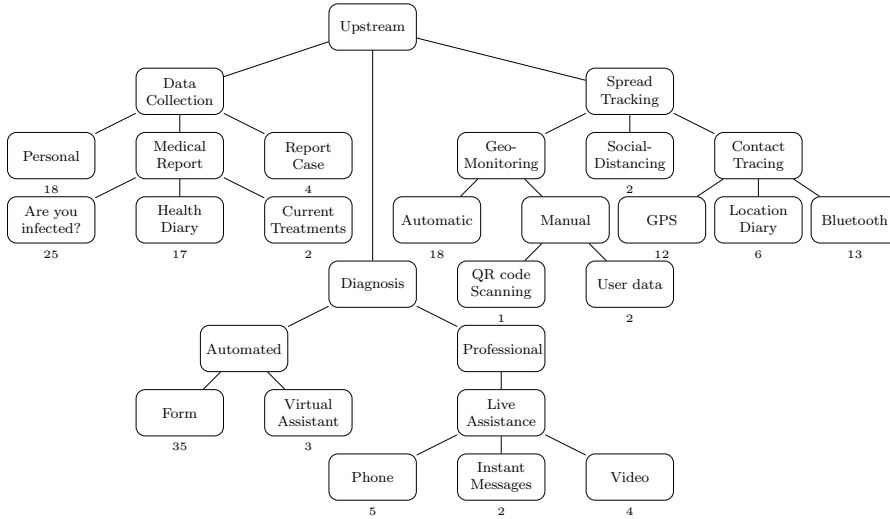 Upstream
Data
Collection
Spread
Tracking
Personal
Medical
Report
Report
Case
Geo-
Monitoring
Social-
Distancing
Contact
Tracing
18
4
2
Are you
infected?
Health
Diary
Current
Treatments
Automatic
Manual
GPS
Location
Diary
Bluetooth
25
17
2
18
12
6
13
Diagnosis
QR code
Scanning
User data
1
2
Automated
Professional
Form
Virtual
Assistant
Live
Assistance
35
3
Phone
Instant
Messages
Video
5
2
4